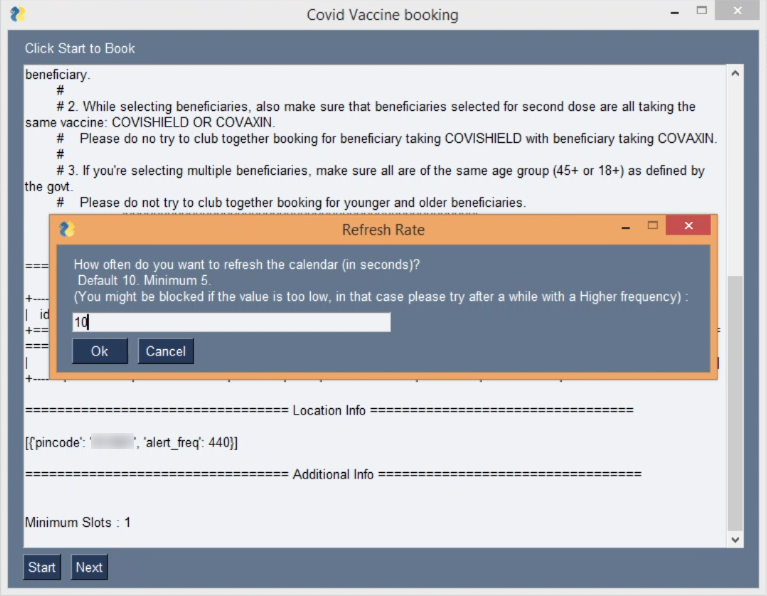 Covid Vaccine booking
Click Start to Book
beneficiary.
#
# 2. While selecting beneficiaries, also make sure that beneficiaries selected for second dose are all taking the
same vaccine: COVISHIELD OR COVAXIN.
# Please do no try to club together booking for beneficiary taking COVISHIELD with beneficiary taking COVAXIN.
#
# 3. If you're selecting multiple beneficiaries, make sure all are of the same age group (45+ or 18+) as defined by
the govt.
# Please do not try to club together booking for younger and older beneficiaries.
Refresh Rate
How often do you want to refresh the calendar (in seconds)?
Default 10. Minimum 5.
(You might be blocked if the value is too low, in that case please try after a while with a Higher frequency) :
10
Ok Cancel
===
+----
| id
+==
===
|
+----
================================= Location Info =================================
[{'pincode': ' ', 'alert_freq': 440}]
================================= Additional Info =================================
Minimum Slots : 1
Start Next